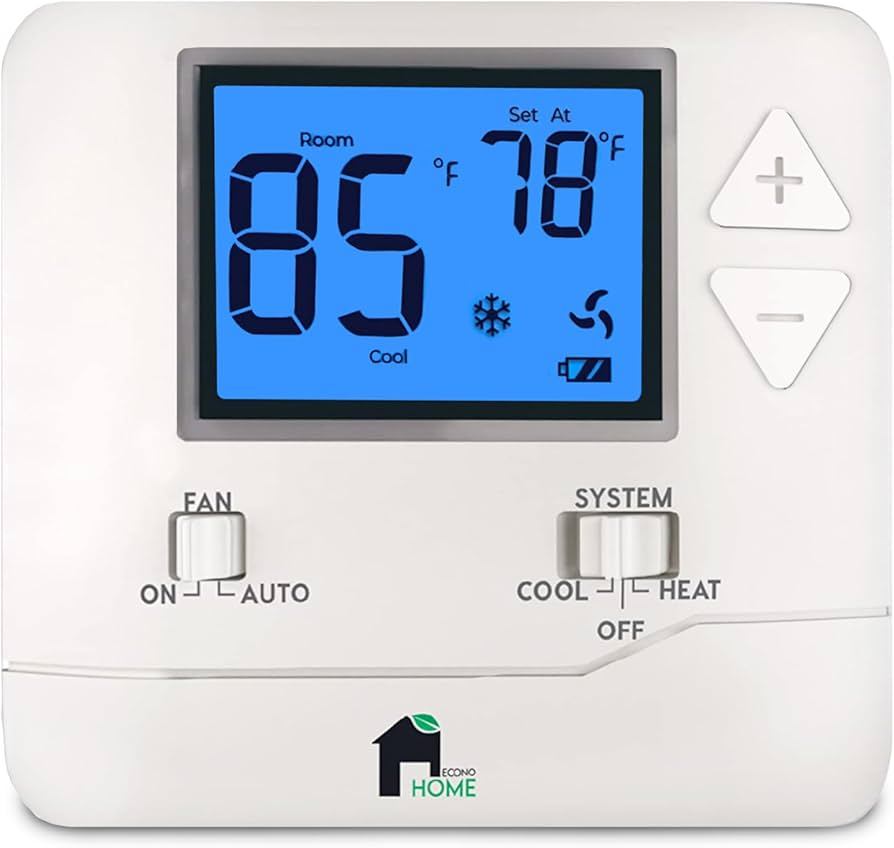 Set At
Room
85 °F
78 °F
Cool
FAN
ON
AUTO
SYSTEM
COOL
HEAT
OFF
ECONO
HOME